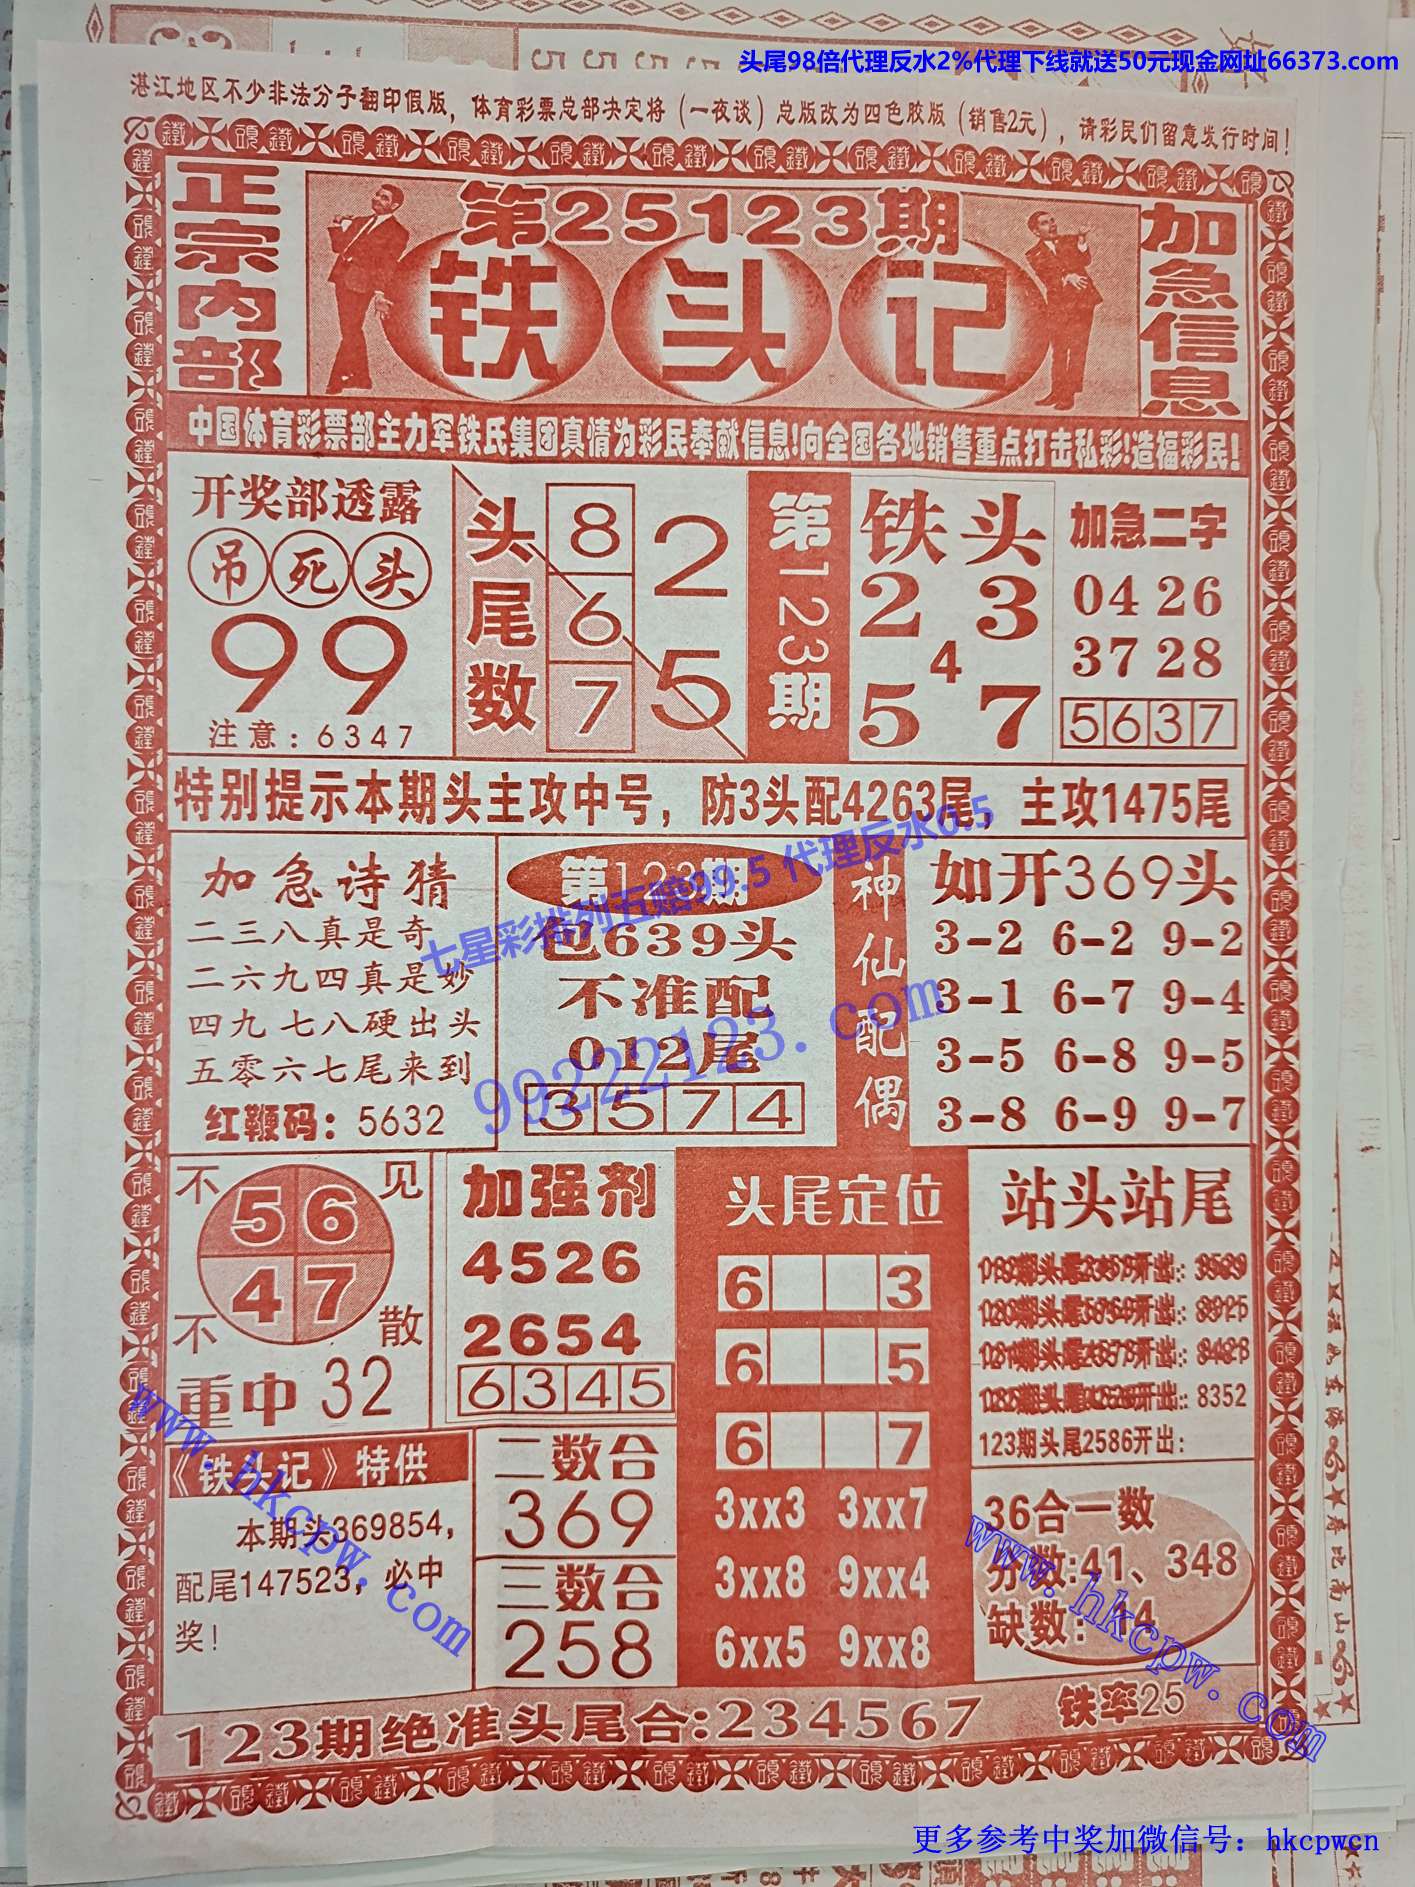 头尾98倍代理反水2%代理下线就送50元现金网址66373.com
湛江地区不少非法分子翻印假版，体育彩票总部决定将（一夜谈）总版改为四色胶版（销售2元），请彩民们留意发行时间！
正宗内部
第25123期
铁头记
加急信息
中国体育彩票部主力军铁氏集团真情为彩民奉献信息！向全国各地销售重点打击私彩！造福彩民！
开奖部透露
吊死头
99
注意：6347
头尾数
8
6
7
2
5
第123期
铁头
2 3
4
5 7
加急二字
04 26
37 28
5637
特别提示本期头主攻中号，防3头配4263尾，主攻1475尾
加急诗猜
二三八真是奇
二六九四真是妙
四九七八硬出头
五零六七尾来到
红鞭码：5632
第123期
包639头
不准配
012尾
3574
神仙配偶
如开369头
3-2 6-2 9-2
3-1 6-7 9-4
3-5 6-8 9-5
3-8 6-9 9-7
七星彩排列五赔99.5 代理反水6.5
99222123.com
不 见
5 6
4 7
不 散
重中32
加强剂
4526
2654
6345
头尾定位
6 3
6 5
6 7
3xx3 3xx7
3xx8 9xx4
6xx5 9xx8
站头站尾
8352
123期头尾2586开出：
《铁头记》特供
本期头369854，
配尾147523，必中
奖！
二数合
369
三数合
258
36合一数
分数:41、348
缺数：14
www.hkcpw.com
www.hkcpw.com
123期绝准头尾合:234567
铁率25
更多参考中奖加微信号：hkcpwcn